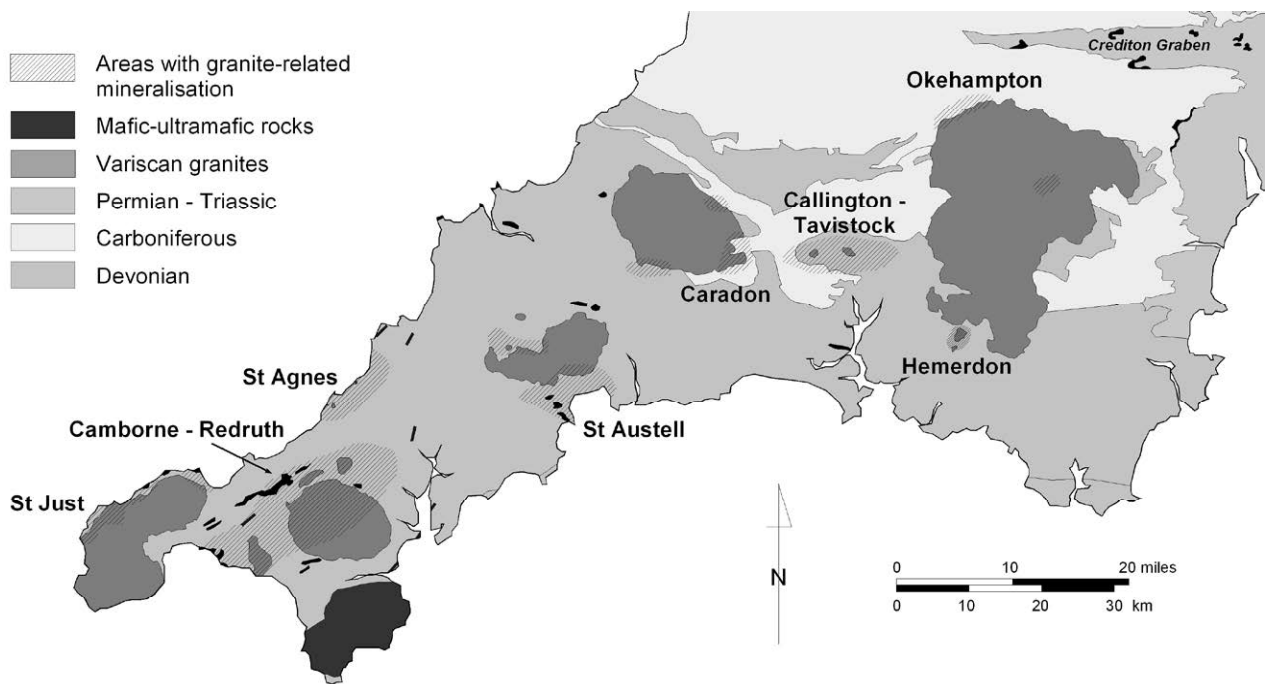 Areas with granite-related
mineralisation
Mafic-ultramafic rocks
Variscan granites
Permian - Triassic
Carboniferous
Devonian
Crediton Graben
Okehampton
Callington -
Tavistock
Caradon
Hemerdon
St Agnes
Camborne - Redruth
St Austell
St Just
N
0 10 20 miles
0 10 20 30 km